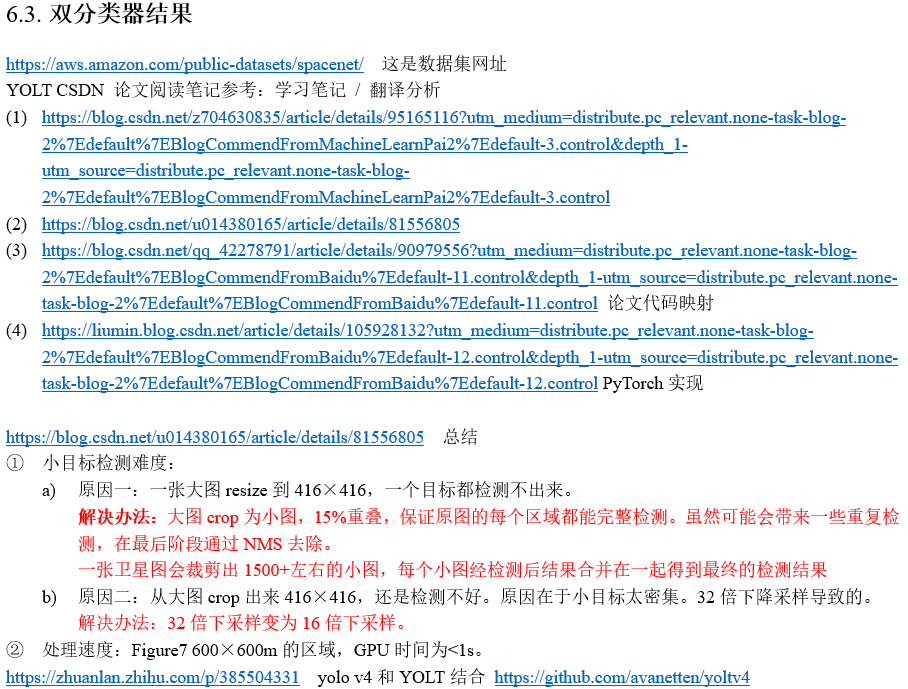 6.3. 双分类器结果
https://aws.amazon.com/public-datasets/spacenet/ 这是数据集网址
YOLT CSDN 论文阅读笔记参考：学习笔记 / 翻译分析
(1) https://blog.csdn.net/z704630835/article/details/95165116?utm_medium=distribute.pc_relevant.none-task-blog-
2%7Edefault%7EBlogCommendFromMachineLearnPai2%7Edefault-3.control&depth_1-
utm_source=distribute.pc_relevant.none-task-blog-
2%7Edefault%7EBlogCommendFromMachineLearnPai2%7Edefault-3.control
(2) https://blog.csdn.net/u014380165/article/details/81556805
(3) https://blog.csdn.net/qq_42278791/article/details/90979556?utm_medium=distribute.pc_relevant.none-task-blog-
2%7Edefault%7EBlogCommendFromBaidu%7Edefault-11.control&depth_1-utm_source=distribute.pc_relevant.none-
task-blog-2%7Edefault%7EBlogCommendFromBaidu%7Edefault-11.control 论文代码映射
(4) https://liumin.blog.csdn.net/article/details/105928132?utm_medium=distribute.pc_relevant.none-task-blog-
2%7Edefault%7EBlogCommendFromBaidu%7Edefault-12.control&depth_1-utm_source=distribute.pc_relevant.none-
task-blog-2%7Edefault%7EBlogCommendFromBaidu%7Edefault-12.control PyTorch 实现
https://blog.csdn.net/u014380165/article/details/81556805 总结
① 小目标检测难度：
a) 原因一：一张大图 resize 到 416×416，一个目标都检测不出来。
解决办法：大图 crop 为小图，15%重叠，保证原图的每个区域都能完整检测。虽然可能会带来一些重复检
测，在最后阶段通过 NMS 去除。
一张卫星图会裁剪出 1500+左右的小图，每个小图经检测后结果合并在一起得到最终的检测结果
b) 原因二：从大图 crop 出来 416×416，还是检测不好。原因在于小目标太密集。32 倍下降采样导致的。
解决办法：32 倍下采样变为 16 倍下采样。
② 处理速度：Figure7 600×600m 的区域，GPU 时间为<1s。
https://zhuanlan.zhihu.com/p/385504331 yolo v4 和 YOLT 结合 https://github.com/avanetten/yoltv4